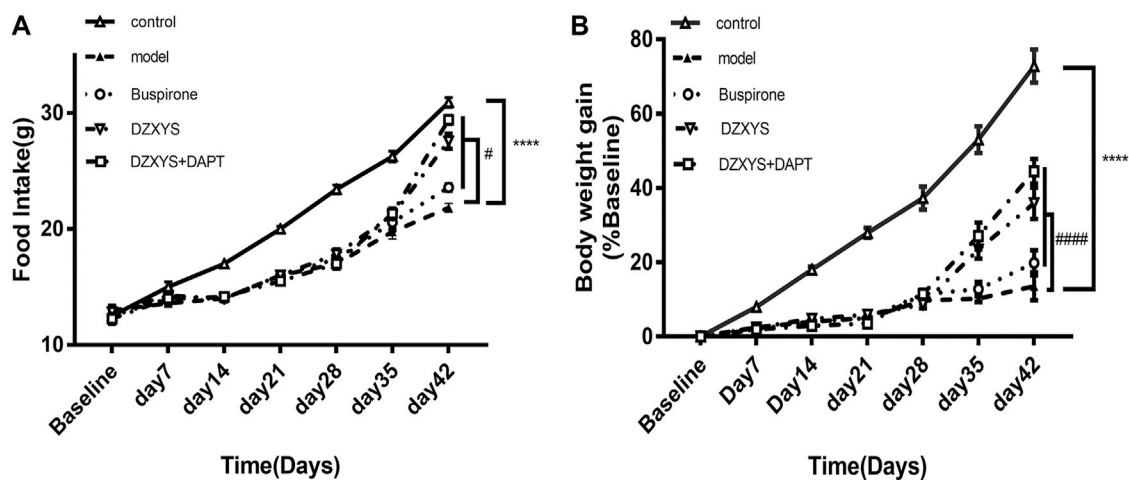 A
control
model
Buspirone
DZXYS
DZXYS+DAPT
Food Intake(g)
30
20
10
#
****
Baseline
day7
day14
day21
day28
day35
day42
Time(Days)
B
control
model
Buspirone
DZXYS
DZXYS+DAPT
Body weight gain
(%Baseline)
80
60
40
20
0
####
****
Baseline
Day7
Day14
day21
day28
day35
day42
Time(Days)